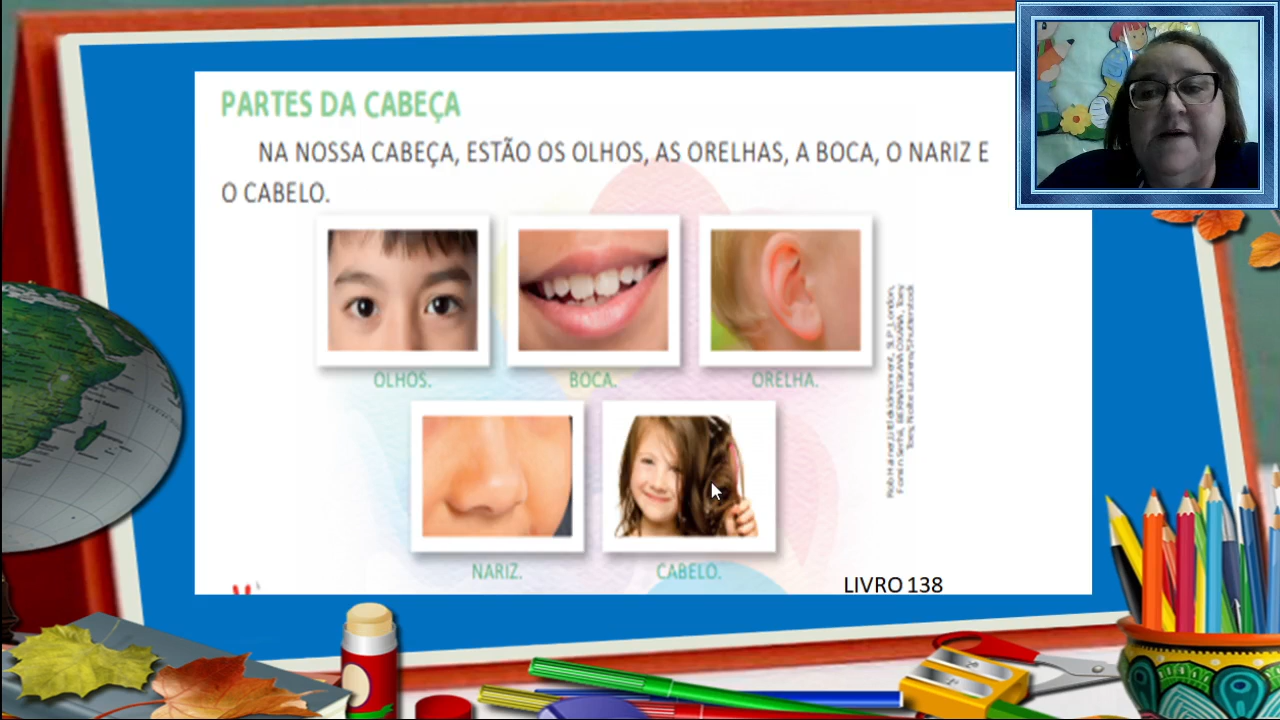 PARTES DA CABEÇA
NA NOSSA CABEÇA, ESTÃO OS OLHOS, AS ORELHAS, A BOCA, O NARIZ E
O CABELO.
OLHOS.
BOCA.
ORELHA.
NARIZ.
CABELO.
LIVRO 138